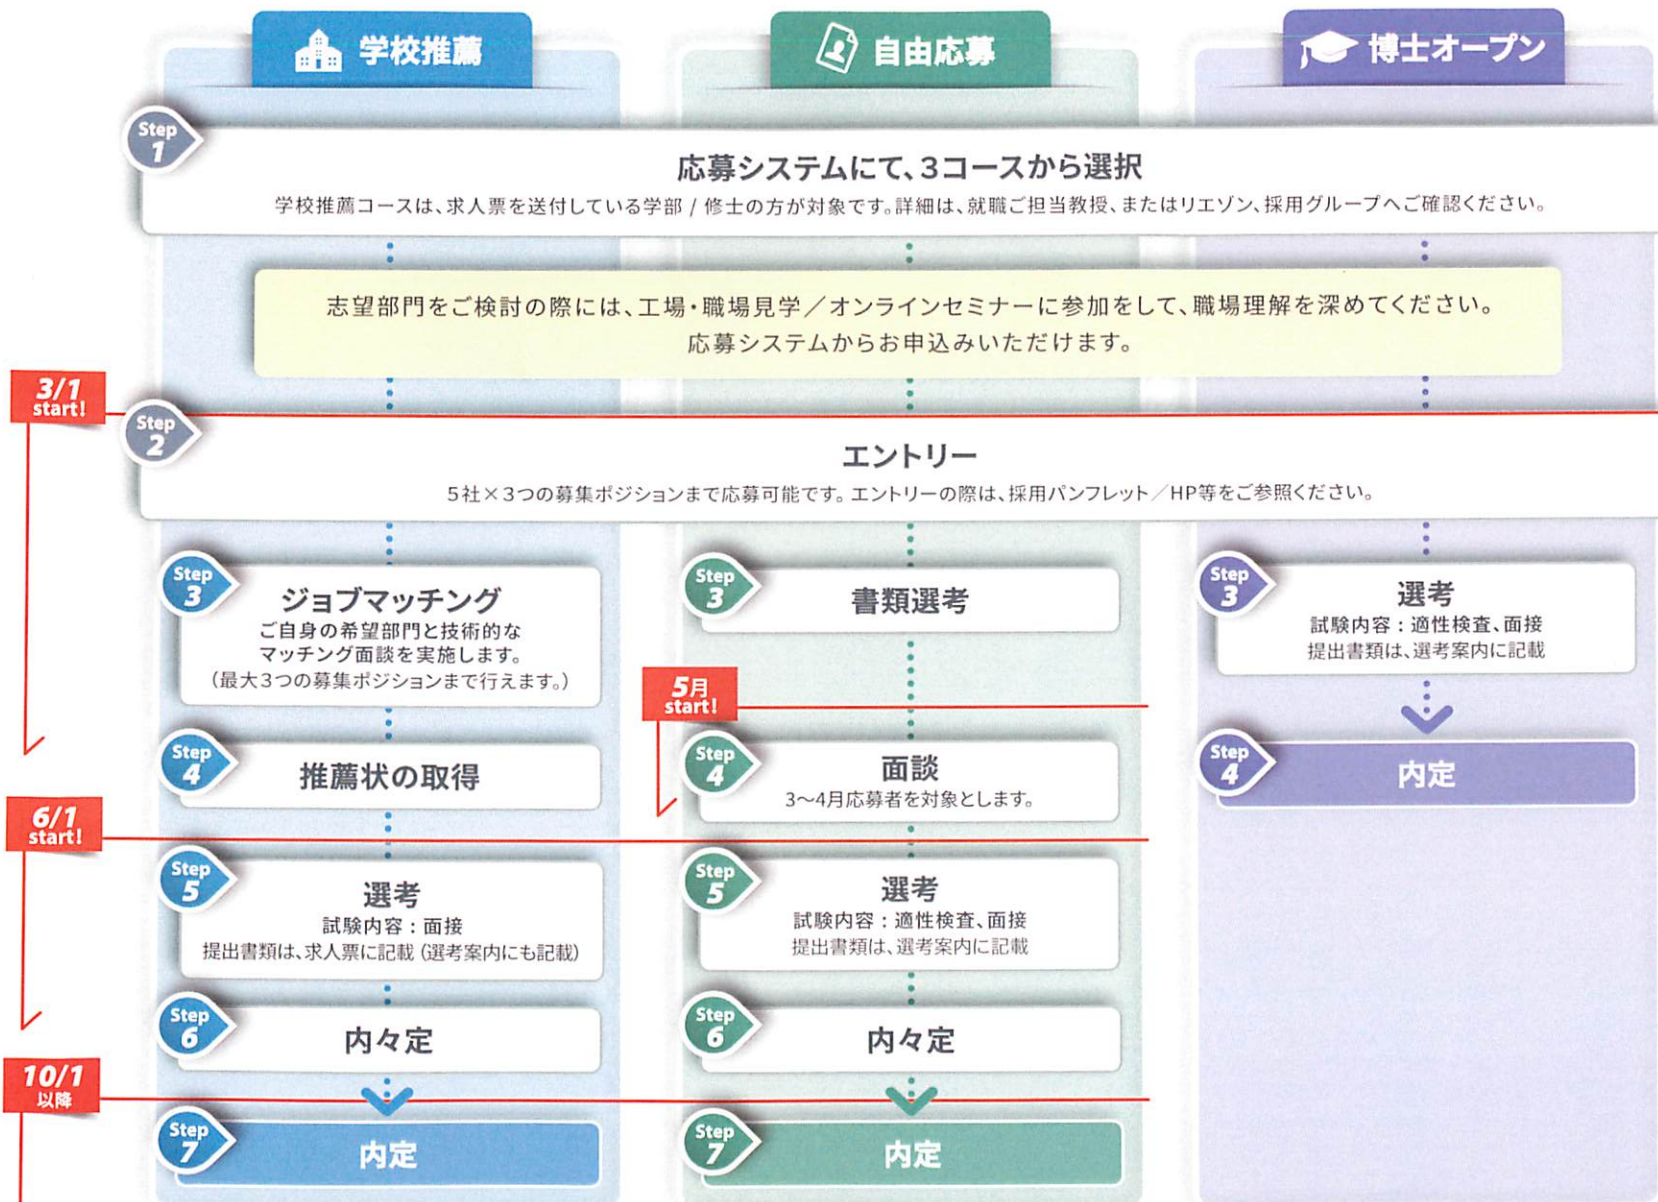 学校推薦
自由応募
博士オープン
Step
1
応募システムにて、3コースから選択
学校推薦コースは、求人票を送付している学部 / 修士の方が対象です。詳細は、就職ご担当教授、またはリエゾン、採用グループへご確認ください。
志望部門をご検討の際には、工場・職場見学／オンラインセミナーに参加をして、職場理解を深めてください。
応募システムからお申込みいただけます。
3/1
start!
Step
2
エントリー
5社×3つの募集ポジションまで応募可能です。エントリーの際は、採用パンフレット／HP等をご参照ください。
Step
3
ジョブマッチング
ご自身の希望部門と技術的な
マッチング面談を実施します。
（最大3つの募集ポジションまで行えます。）
Step
4
推薦状の取得
6/1
start!
Step
5
選考
試験内容：面接
提出書類は、求人票に記載（選考案内にも記載）
Step
6
内々定
10/1
以降
Step
7
内定
Step
3
書類選考
5月
start!
Step
4
面談
3〜4月応募者を対象とします。
Step
5
選考
試験内容：適性検査、面接
提出書類は、選考案内に記載
Step
6
内々定
Step
7
内定
Step
3
選考
試験内容：適性検査、面接
提出書類は、選考案内に記載
Step
4
内定